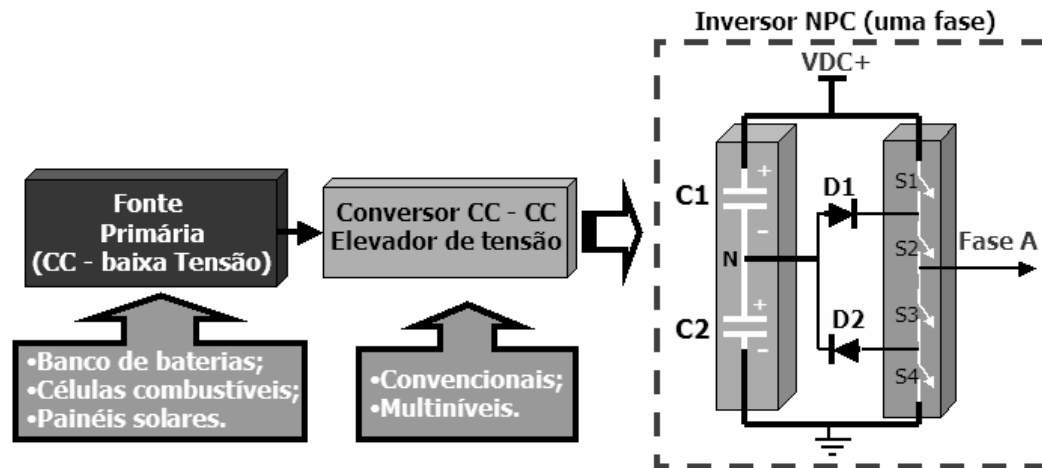 Inversor NPC (uma fase)
VDC+
Fonte
Primária
(CC - baixa Tensão)
Conversor CC - CC
Elevador de tensão
C1
+
–
N
C2
+
–
D1
D2
S1
S2
S3
S4
Fase A
•Banco de baterias;
•Células combustíveis;
•Painéis solares.
•Convencionais;
•Multiníveis.